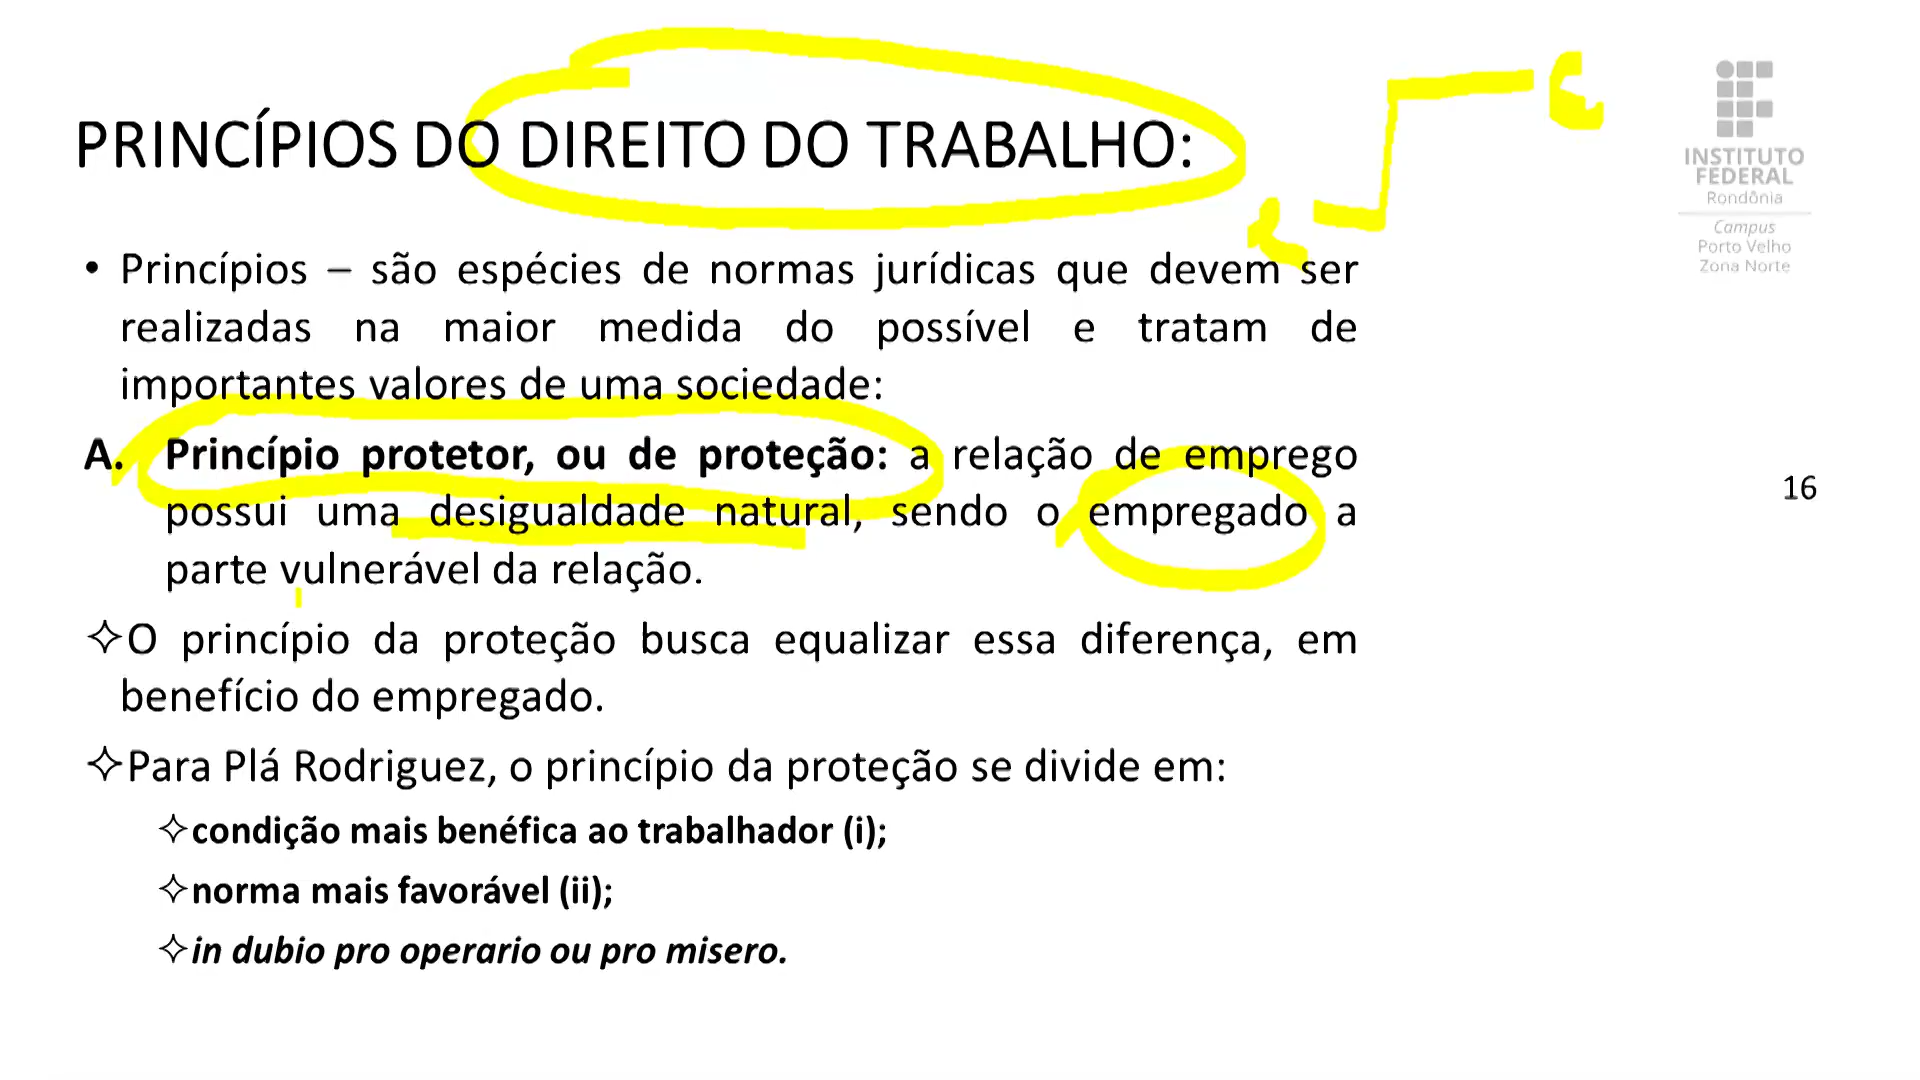 PRINCÍPIOS DO DIREITO DO TRABALHO:
INSTITUTO
FEDERAL
Rondônia
Campus
Porto Velho
Zona Norte
• Princípios – são espécies de normas jurídicas que devem ser
realizadas na maior medida do possível e tratam de
importantes valores de uma sociedade:
A. Princípio protetor, ou de proteção: a relação de emprego
possui uma desigualdade natural, sendo o empregado a
parte vulnerável da relação.
16
✧O princípio da proteção busca equalizar essa diferença, em
benefício do empregado.
✧Para Plá Rodriguez, o princípio da proteção se divide em:
✧condição mais benéfica ao trabalhador (i);
✧norma mais favorável (ii);
✧in dubio pro operario ou pro misero.